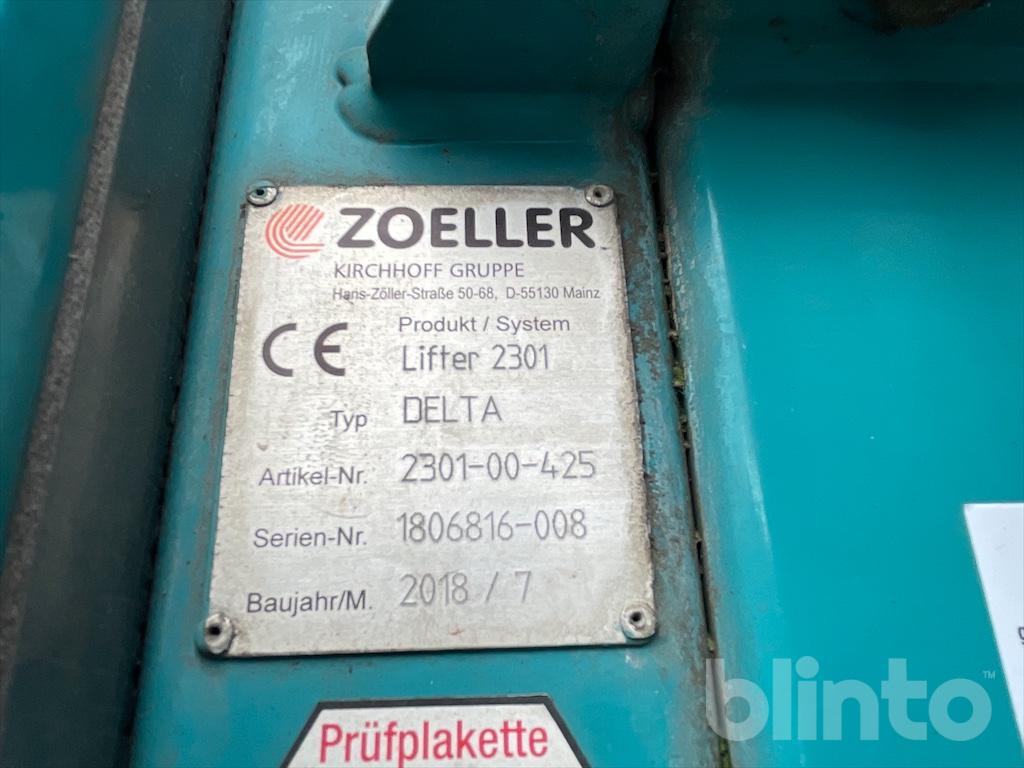 ZOELLER
KIRCHHOFF GRUPPE
Hans-Zöller-Straße 50-68, D-55130 Mainz
CE
Produkt / System
Lifter 2301
Typ DELTA
Artikel-Nr. 2301-00-425
Serien-Nr. 1806816-008
Baujahr/M. 2018 / 7
Prüfplakette
blinto™